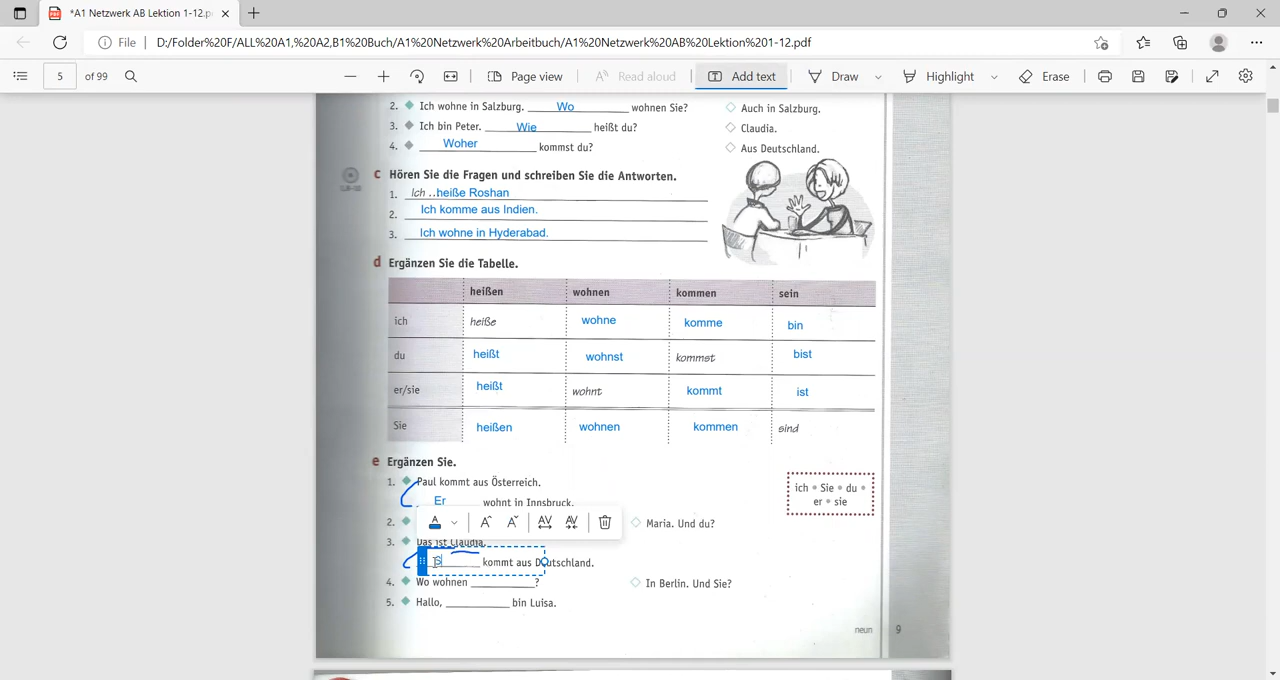 *A1 Netzwerk AB Lektion 1-12.p
File D:/Folder%20F/ALL%20A1,%20A2,B1%20Buch/A1%20Netzwerk%20Arbeitbuch/A1%20Netzwerk%20AB%20Lektion%201-12.pdf
5 of 99 Page view Read aloud Add text Draw Highlight Erase
2. Ich wohne in Salzburg. Wo wohnen Sie? Auch in Salzburg.
3. Ich bin Peter. Wie heißt du? Claudia.
4. Woher kommst du? Aus Deutschland.
c Hören Sie die Fragen und schreiben Sie die Antworten.
1. Ich ..heiße Roshan
2. Ich komme aus Indien.
3. Ich wohne in Hyderabad.
d Ergänzen Sie die Tabelle.
heißen wohnen kommen sein
ich heiße wohne komme bin
du heißt wohnst kommst bist
er/sie heißt wohnt kommt ist
Sie heißen wohnen kommen sind
e Ergänzen Sie.
1. Paul kommt aus Österreich.
Er wohnt in Innsbruck.
ich • Sie • du •
er • sie
2. Maria. Und du?
3. Das ist Claudia.
S kommt aus Deutschland.
4. Wo wohnen ____? In Berlin. Und Sie?
5. Hallo, ____ bin Luisa.
neun 9